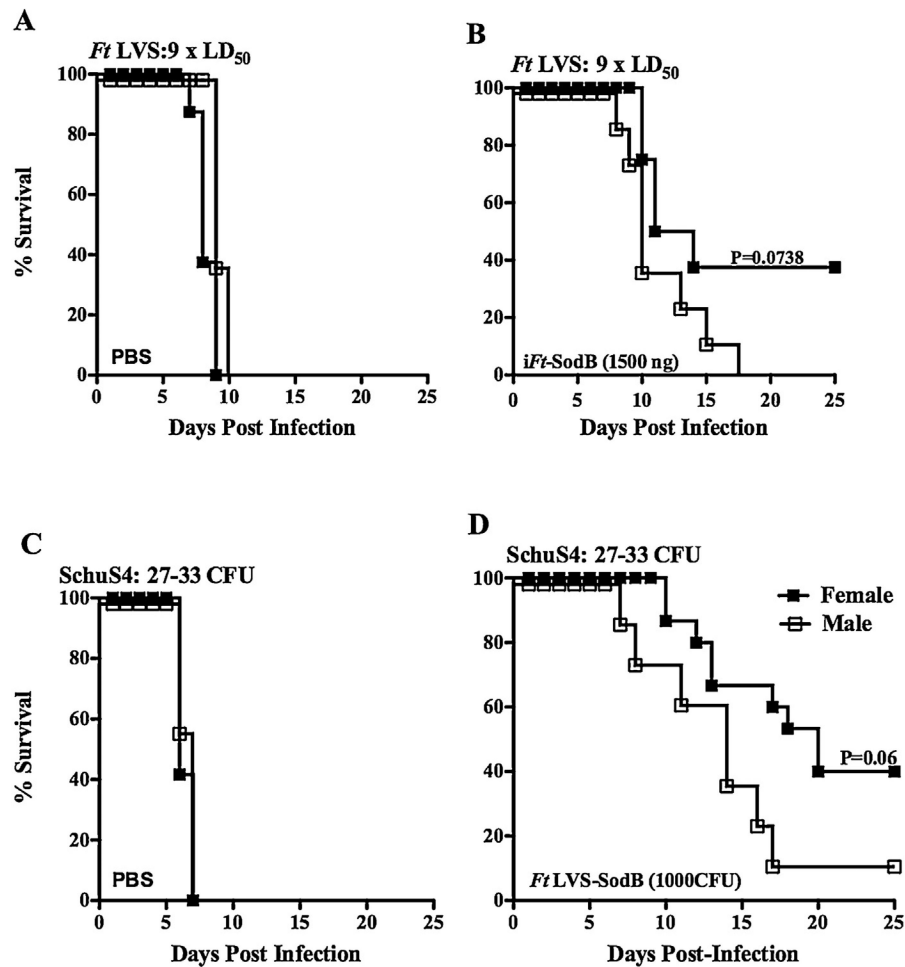 A
Ft LVS:9 x LD50
100
80
60
40
20
0
% Survival
PBS
0 5 10 15 20 25
Days Post Infection
B
Ft LVS: 9 x LD50
100
80
60
40
20
0
P=0.0738
iFt-SodB (1500 ng)
0 5 10 15 20 25
Days Post Infection
C
SchuS4: 27-33 CFU
100
80
60
40
20
0
% Survival
PBS
0 5 10 15 20 25
Days Post Infection
D
SchuS4: 27-33 CFU
100
80
60
40
20
0
Female
Male
P=0.06
Ft LVS-SodB (1000CFU)
0 5 10 15 20 25
Days Post-Infection